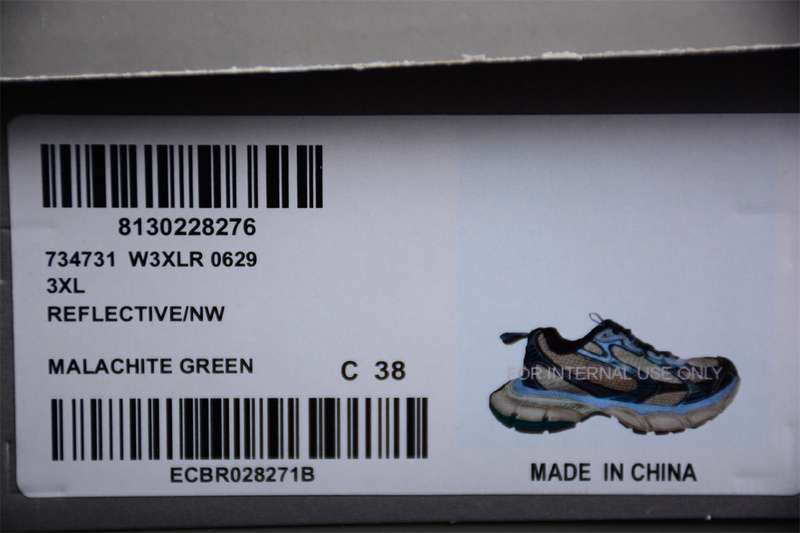 8130228276
734731 W3XLR 0629
3XL
REFLECTIVE/NW
MALACHITE GREEN
C 38
ECBR028271B
FOR INTERNAL USE ONLY
MADE IN CHINA